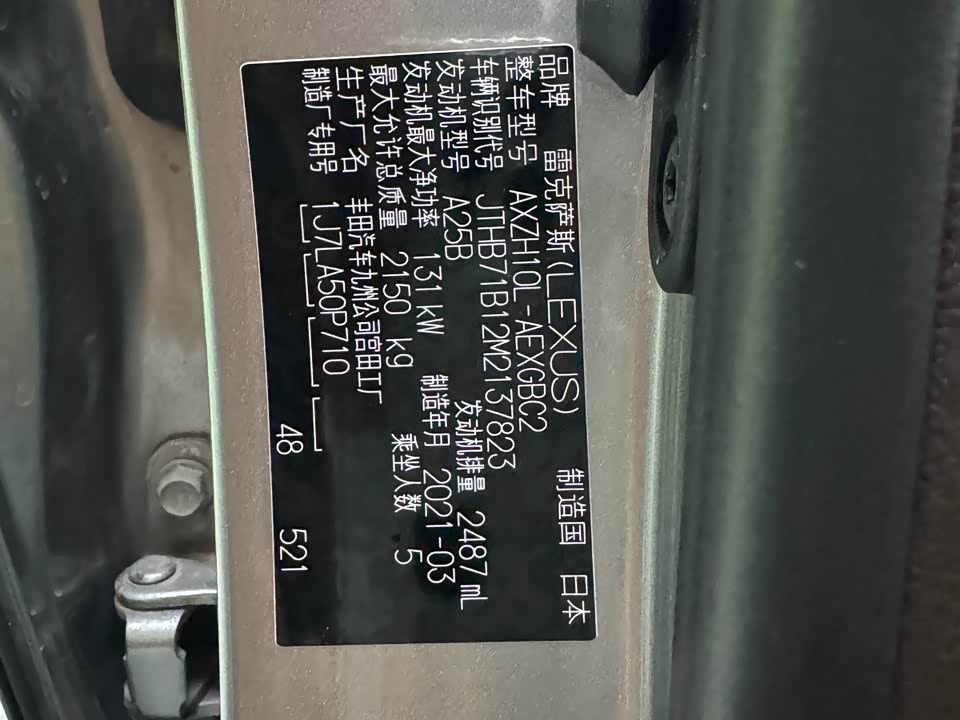 品牌 雷克萨斯(LEXUS) 制造国 日本
整车型号 AXZH10L-AEXGBC2
车辆识别代号 JTHB71B12M2137823
发动机型号 A25B 发动机排量 2487 mL
发动机最大净功率 131 kW 制造年月 2021-03
最大允许总质量 2150 kg 乘坐人数 5
生产厂名 丰田汽车九州公司宫田工厂
制造厂专用号 1J7LA50P710
48 521